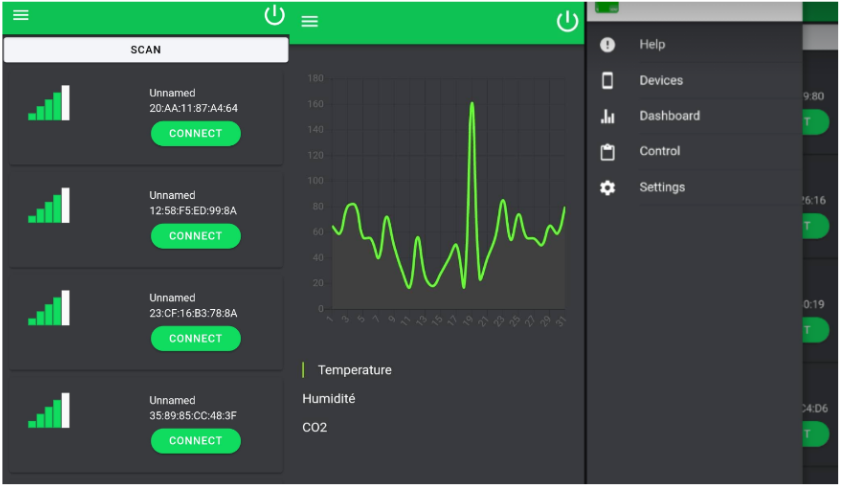 SCAN
Unnamed
20:AA:11:87:A4:64
CONNECT
Unnamed
12:58:F5:ED:99:8A
CONNECT
Unnamed
23:CF:16:B3:78:8A
CONNECT
Unnamed
35:89:85:CC:48:3F
CONNECT
180
160
140
120
100
80
60
40
20
0
1 3 5 7 9 11 13 15 17 19 21 23 25 27 29 31
Temperature
Humidité
CO2
Help
Devices
Dashboard
Control
Settings
9:80
T
76:16
T
0:19
T
C4:D6
T